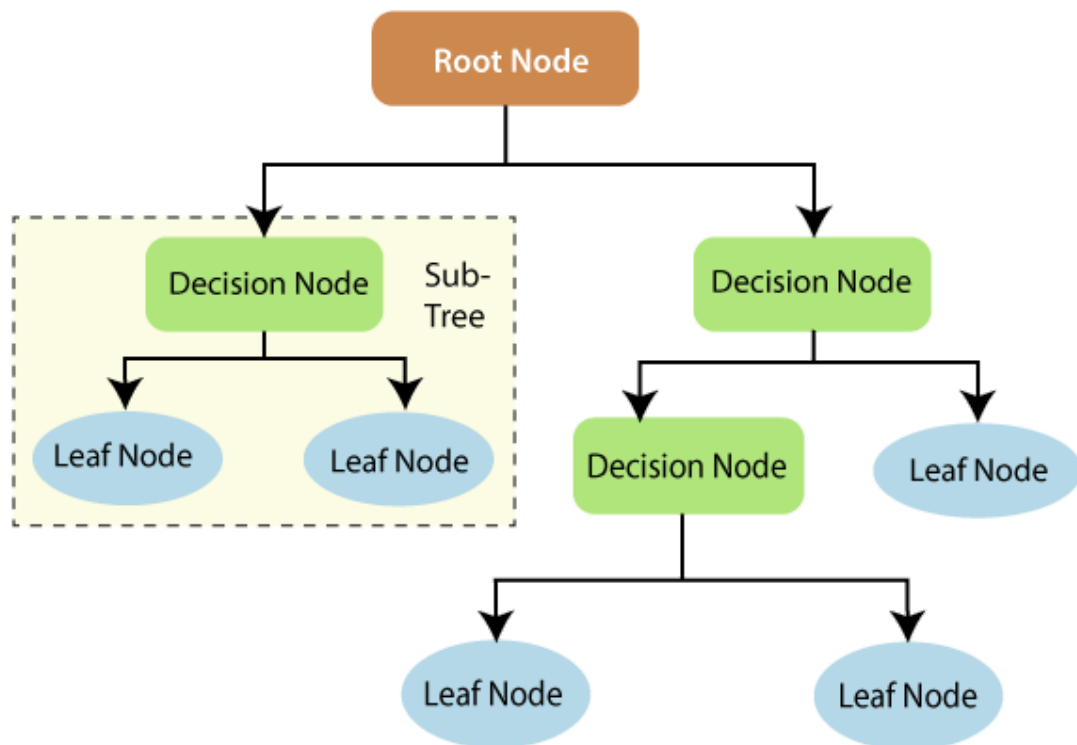 Root Node
Decision Node
Sub-
Tree
Decision Node
Leaf Node
Leaf Node
Decision Node
Leaf Node
Leaf Node
Leaf Node